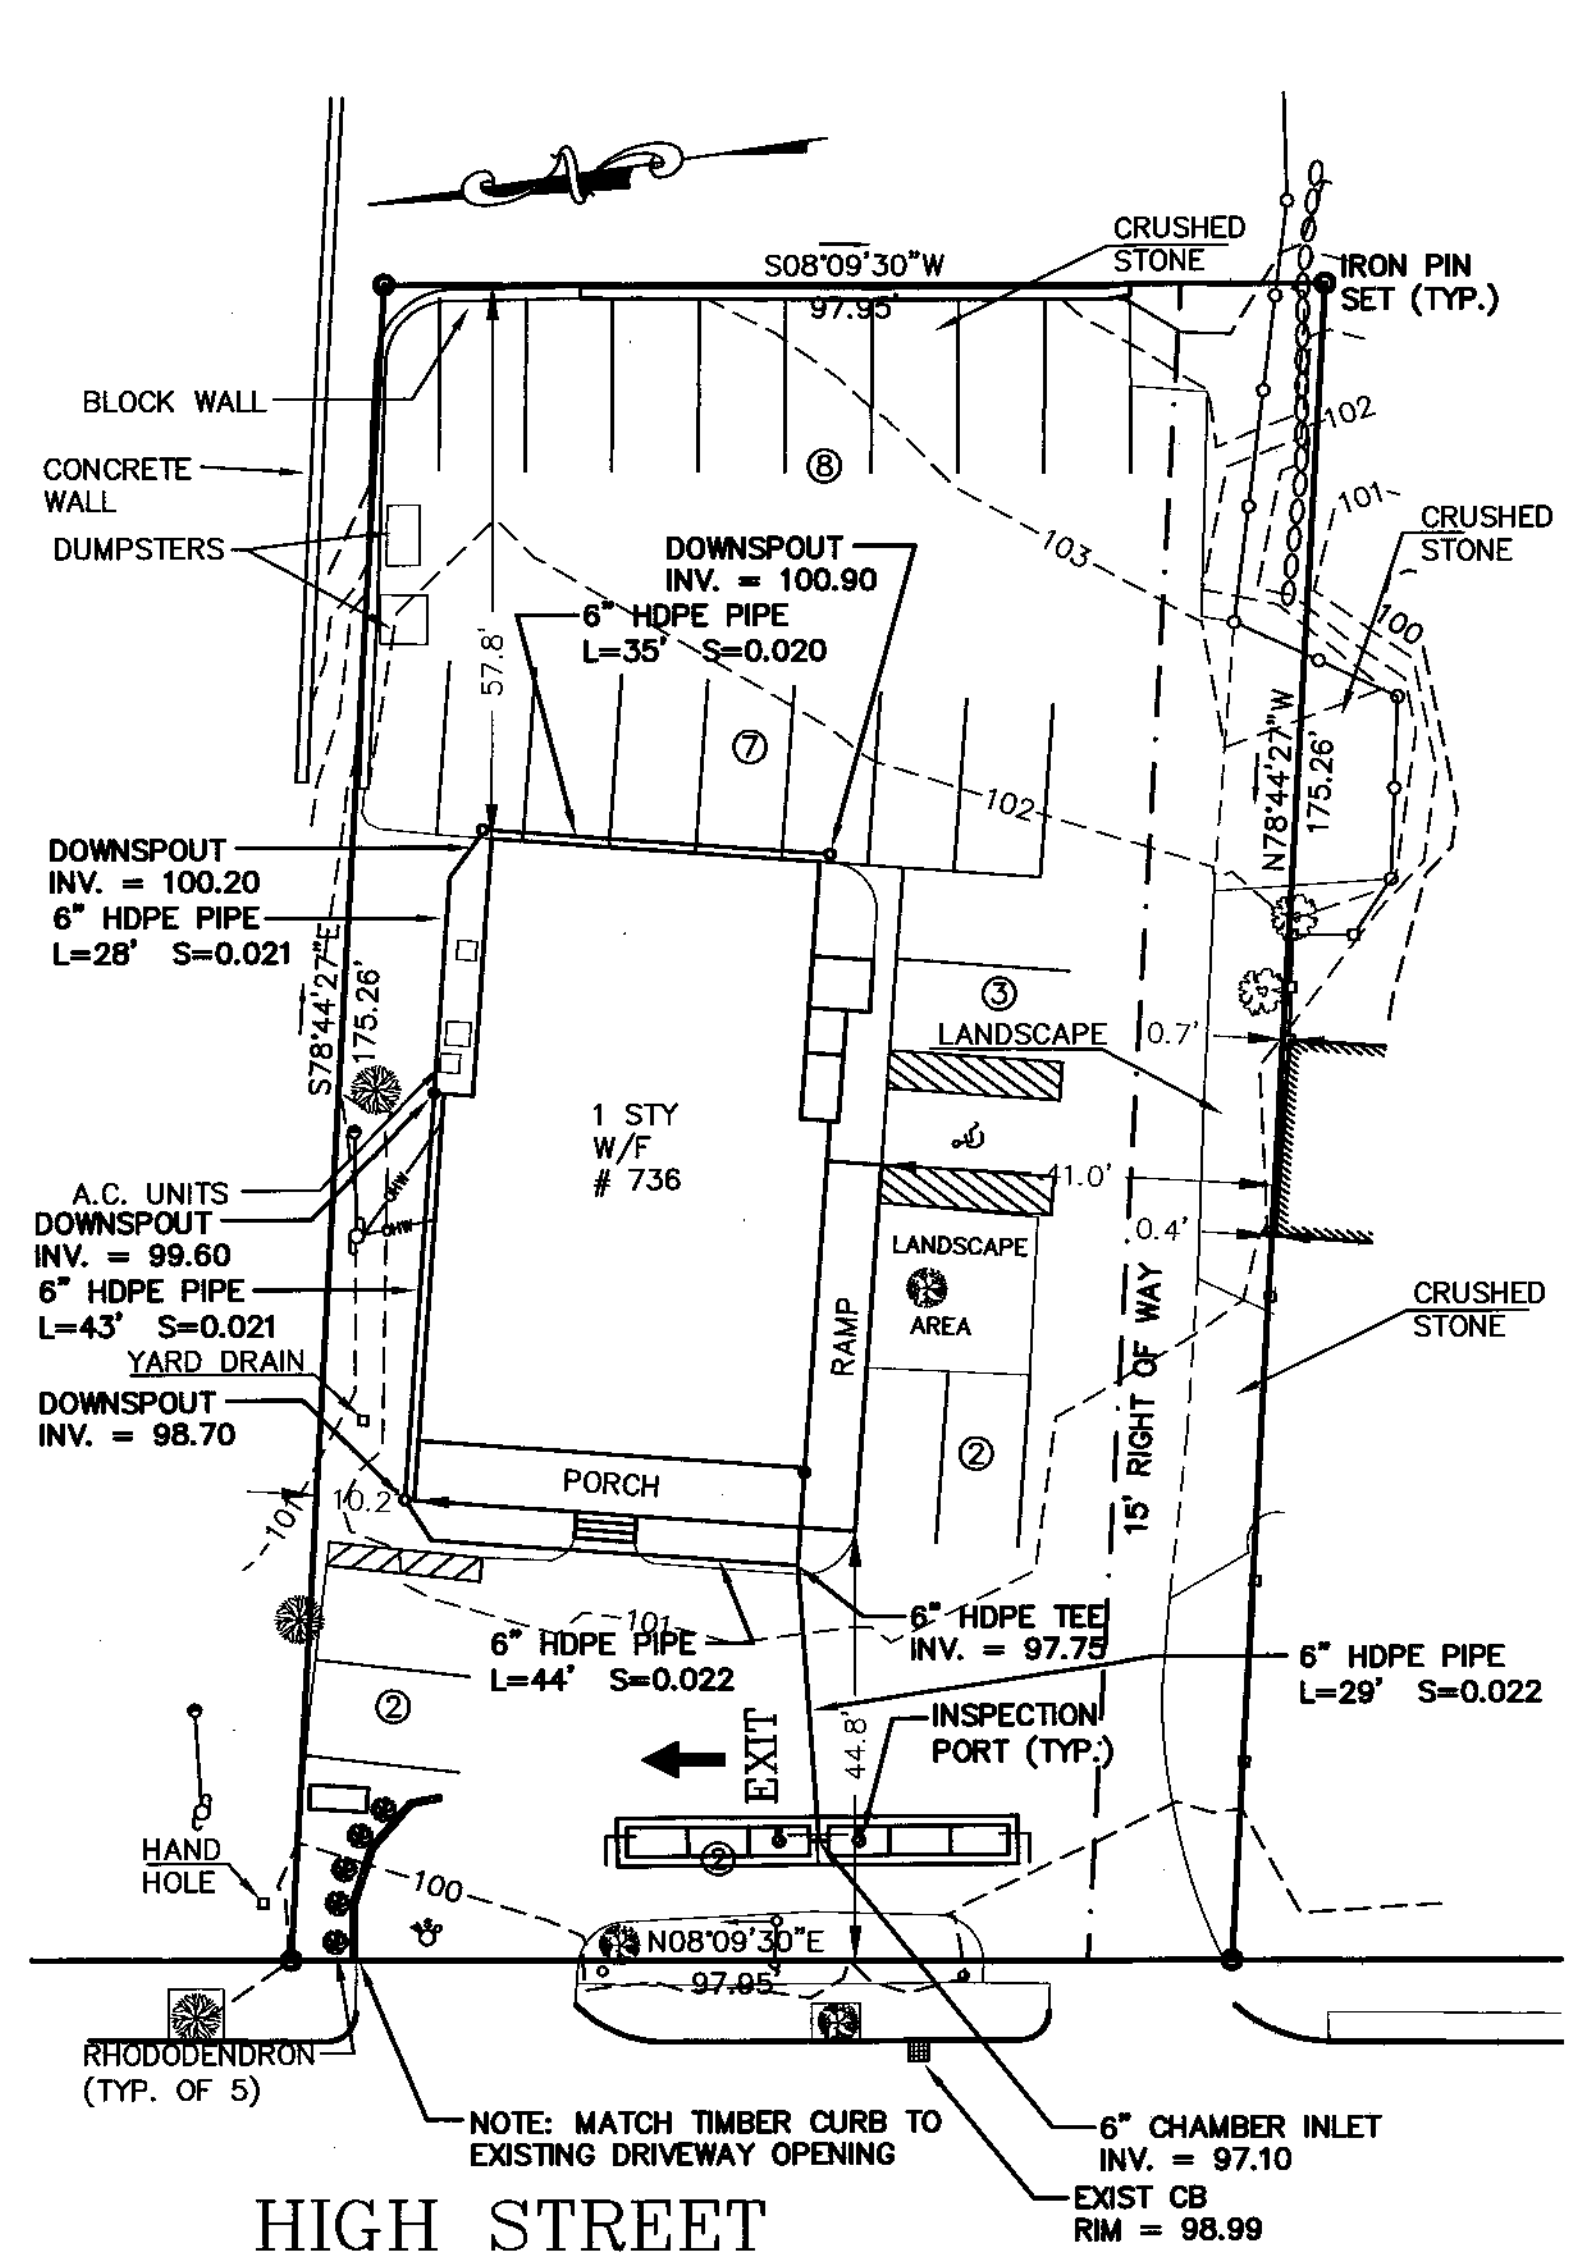 CRUSHED
STONE
S08°09'30"W
97.95'
IRON PIN
SET (TYP.)
BLOCK WALL
102
CONCRETE
WALL
8
101
CRUSHED
STONE
DUMPSTERS
DOWNSPOUT
INV. = 100.90
103
6" HDPE PIPE
L=35' S=0.020
100
57.8'
N78°44'27"W
175.26'
7
102
DOWNSPOUT
INV. = 100.20
6" HDPE PIPE
L=28' S=0.021
S78°44'27"E
175.26'
3
LANDSCAPE
0.7'
1 STY
W/F
# 736
A.C. UNITS
OHW
OHW
41.0'
DOWNSPOUT
INV. = 99.60
0.4'
LANDSCAPE
AREA
6" HDPE PIPE
L=43' S=0.021
CRUSHED
STONE
RAMP
15' RIGHT OF WAY
YARD DRAIN
DOWNSPOUT
INV. = 98.70
2
PORCH
10.2'
101
101
6" HDPE TEE
INV. = 97.75
6" HDPE PIPE
L=44' S=0.022
6" HDPE PIPE
L=29' S=0.022
2
EXIT
44.8'
INSPECTION
PORT (TYP.)
HAND
HOLE
2
100
N08°09'30"E
97.95'
RHODODENDRON
(TYP. OF 5)
NOTE: MATCH TIMBER CURB TO
EXISTING DRIVEWAY OPENING
6" CHAMBER INLET
INV. = 97.10
EXIST CB
RIM = 98.99
HIGH STREET